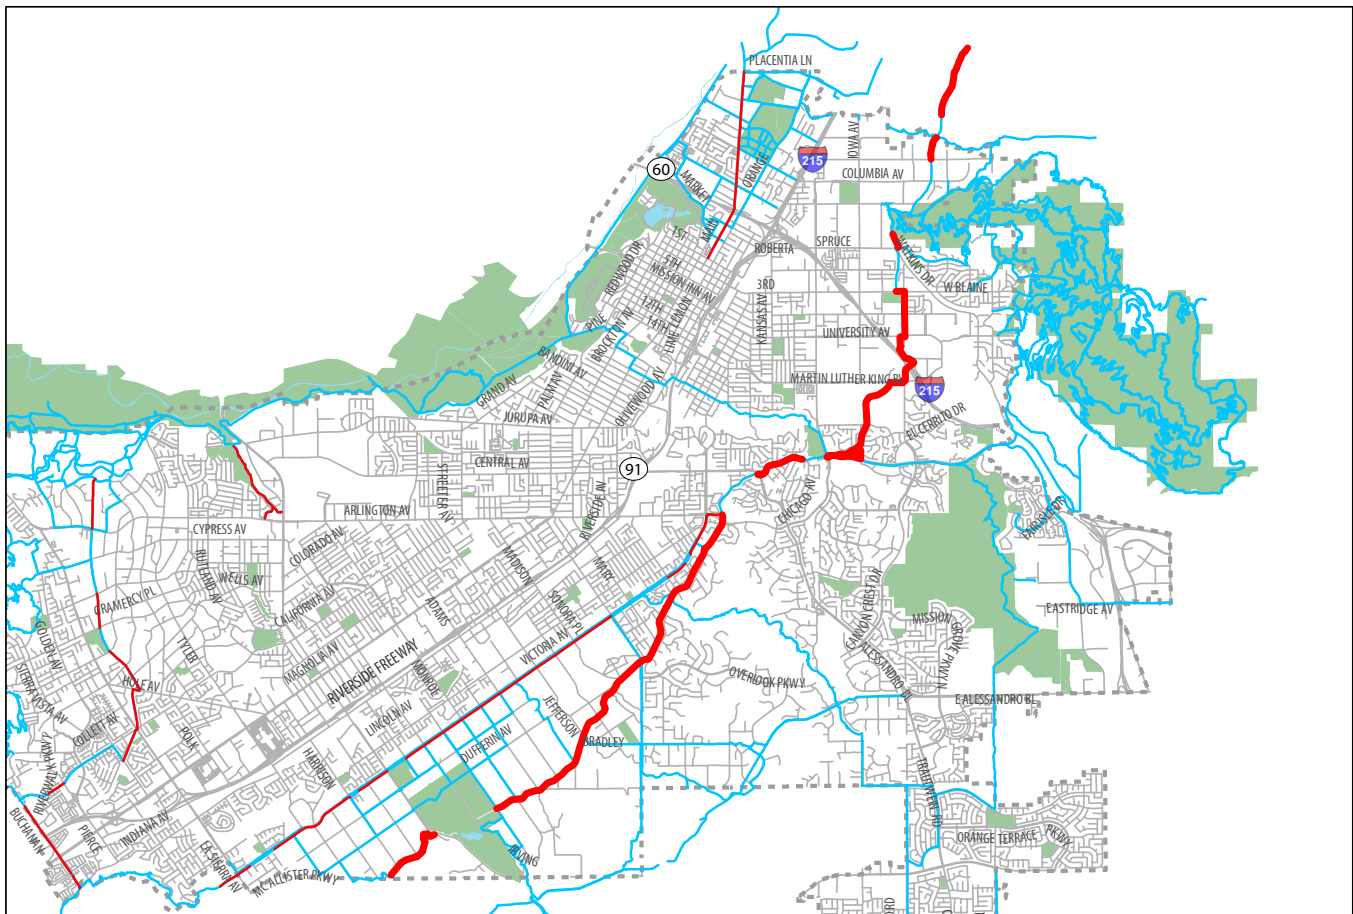 PLACENTIA LN
IOWA AV
215
60
COLUMBIA AV
MARKET
ORANGE
MAIN
1ST
SPRUCE
ROBERTA
WATKINS DR
REDWOOD DR
5TH
MISSION INN AV
3RD
W BLAINE
12TH
14TH
LIME
LEMON
KANSAS AV
PINE
BROCKTON AV
UNIVERSITY AV
BANDINI AV
MARTIN LUTHER KING
215
GRAND AV
PALM AV
OLIVEWOOD AV
JURUPA AV
EL CERRITO DR
91
CENTRAL AV
STREETER AV
RIVERSIDE AV
CHICAGO AV
ARLINGTON AV
CYPRESS AV
COLORADO AV
RUTLAND AV
MADISON
WELLS AV
MARY
CALIFORNIA AV
GRAMERCY PL
ADAMS
SONORA PL
CANYON CREST DR
EASTRIDGE AV
MISSION GROVE PKWY N
GOLDEN AV
TYLER
MAGNOLIA AV
RIVERSIDE FREEWAY
VICTORIA AV
MONROE
ALESSANDRO BL
HOLE AV
SIERRA VISTA AV
OVERLOOK PKWY
E ALESSANDRO BL
LINCOLN AV
JEFFERSON
COLLETT AV
POLK
DUFFERIN AV
BRADLEY
HARRISON
RIVERWALK PKWY
TRAUTWEIN RD
BUCHANAN
PIERCE
INDIANA AV
ORANGE TERRACE PKWY
LA SIERRA AV
IRVING
MCALLISTER PKWY